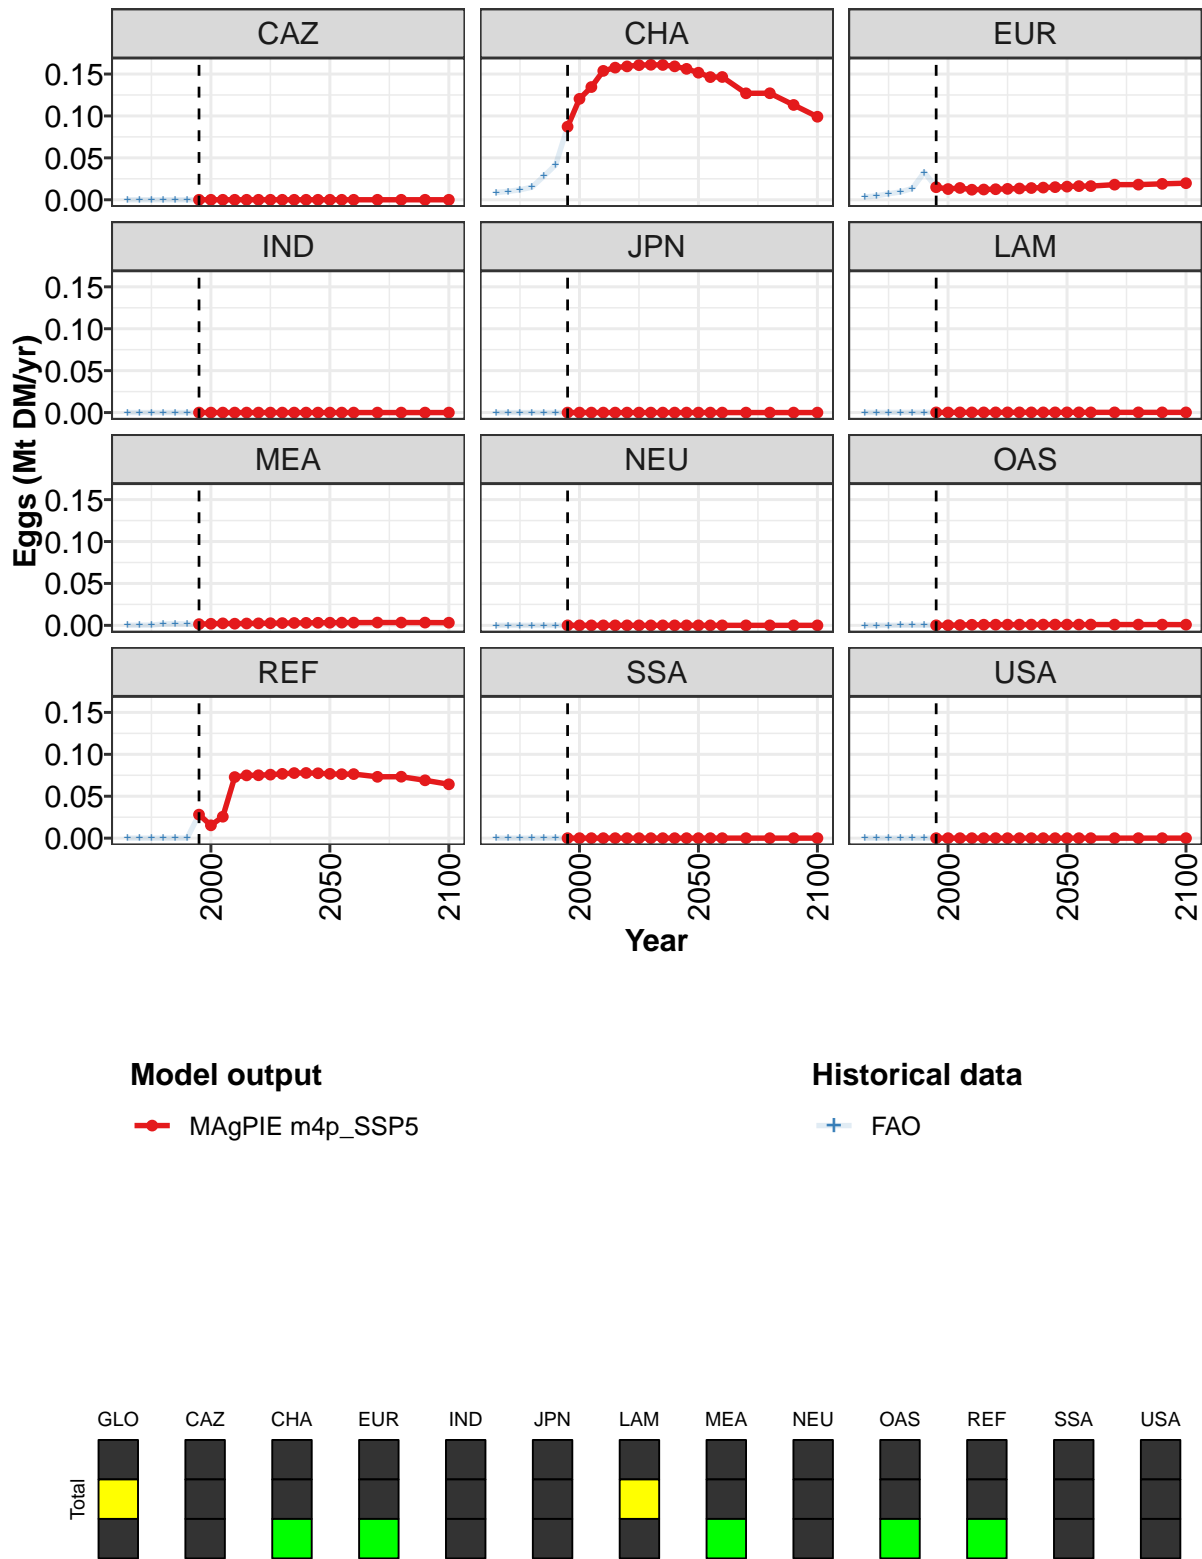 CAZ CHA EUR
0.15
0.10
0.05
0.00
IND JPN LAM
0.15
0.10
0.05
0.00
MEA NEU OAS
0.15
0.10
0.05
0.00
REF SSA USA
0.15
0.10
0.05
0.00
Eggs (Mt DM/yr)
2000 2050 2100 2000 2050 2100 2000 2050 2100
Year
Model output Historical data
MAgPIE m4p_SSP5 FAO
GLO CAZ CHA EUR IND JPN LAM MEA NEU OAS REF SSA USA
Total